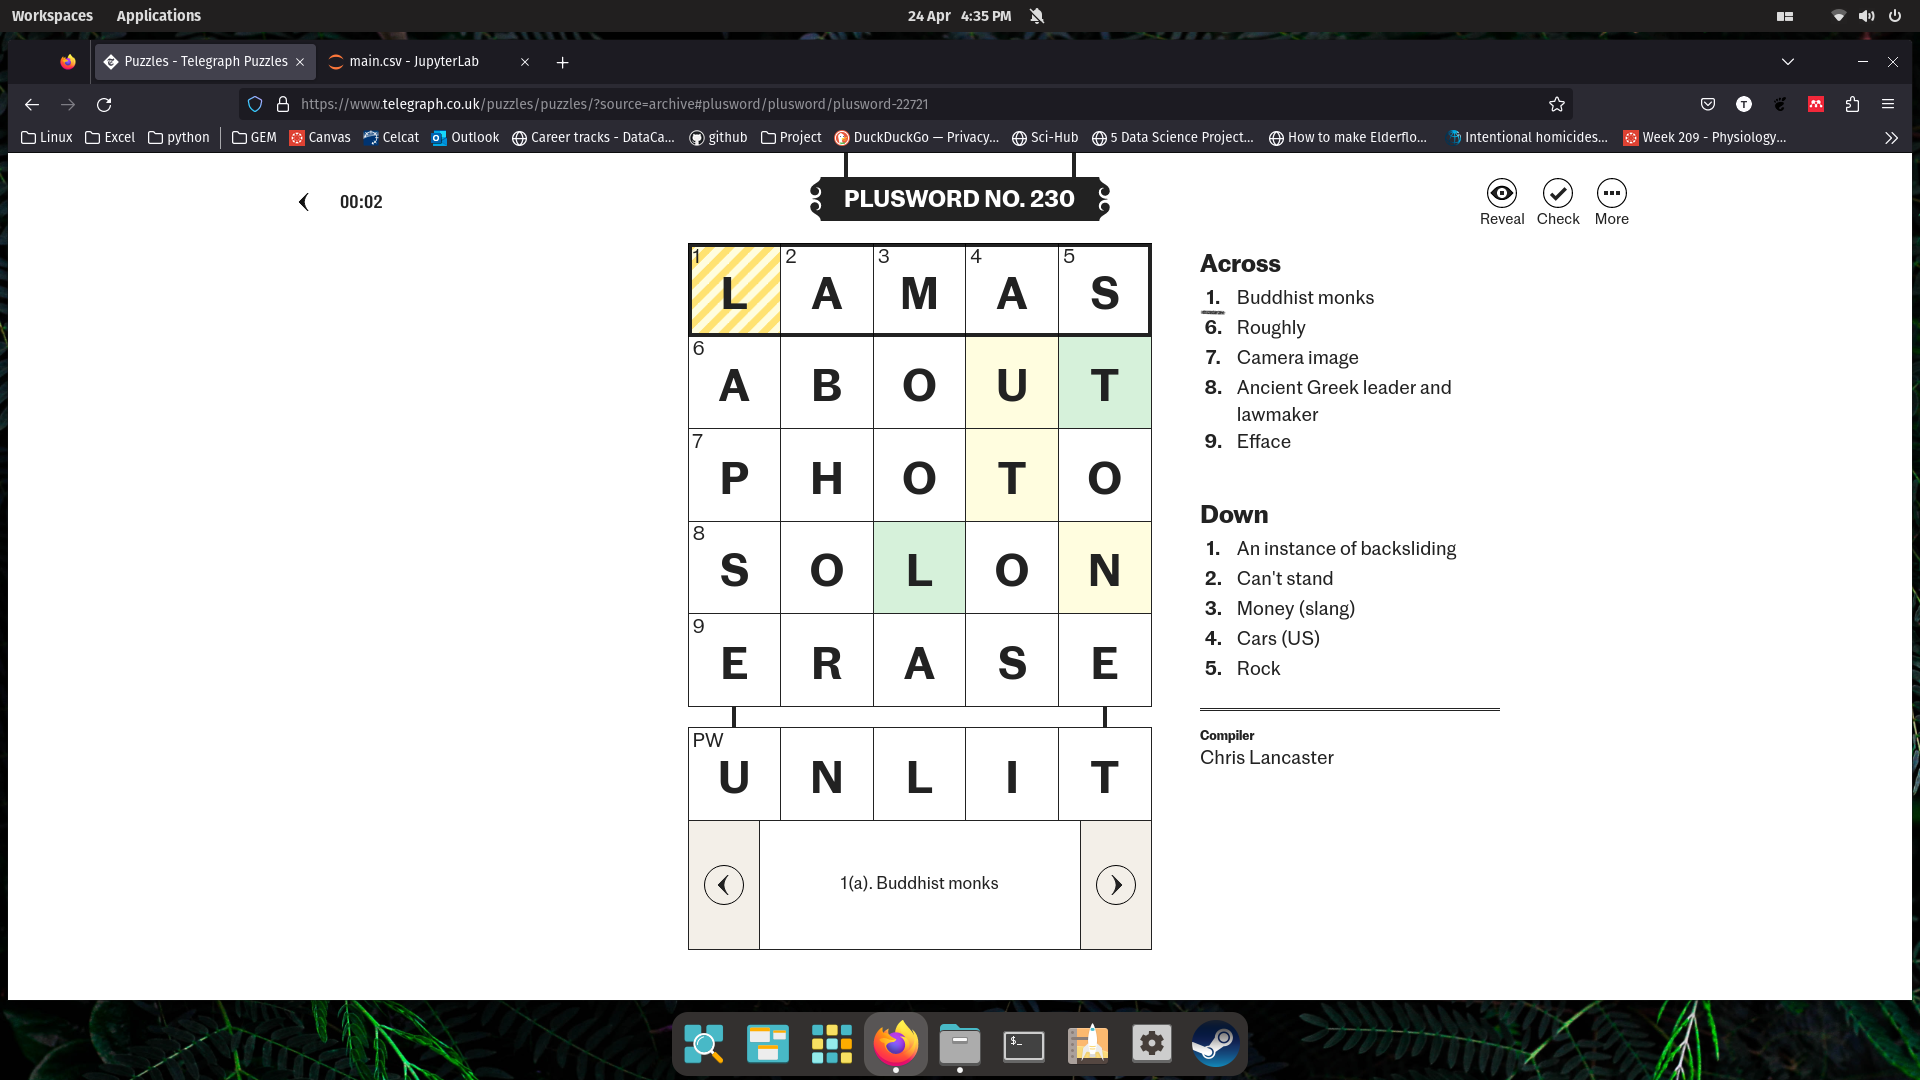 Workspaces Applications 24 Apr 4:35 PM
Puzzles - Telegraph Puzzles main.csv - JupyterLab
https://www.telegraph.co.uk/puzzles/puzzles/?source=archive#plusword/plusword/plusword-22721
Linux Excel python GEM Canvas Celcat Outlook Career tracks - DataCa... github Project DuckDuckGo — Privacy... Sci-Hub 5 Data Science Project... How to make Elderflo... Intentional homicides... Week 209 - Physiology...
00:02
PLUSWORD NO. 230
Reveal Check More
1 L 2 A 3 M 4 A 5 S
6 A B O U T
7 P H O T O
8 S O L O N
9 E R A S E
PW U N L I T
1(a). Buddhist monks
Across
1. Buddhist monks
6. Roughly
7. Camera image
8. Ancient Greek leader and
lawmaker
9. Efface
Down
1. An instance of backsliding
2. Can't stand
3. Money (slang)
4. Cars (US)
5. Rock
Compiler
Chris Lancaster
$_